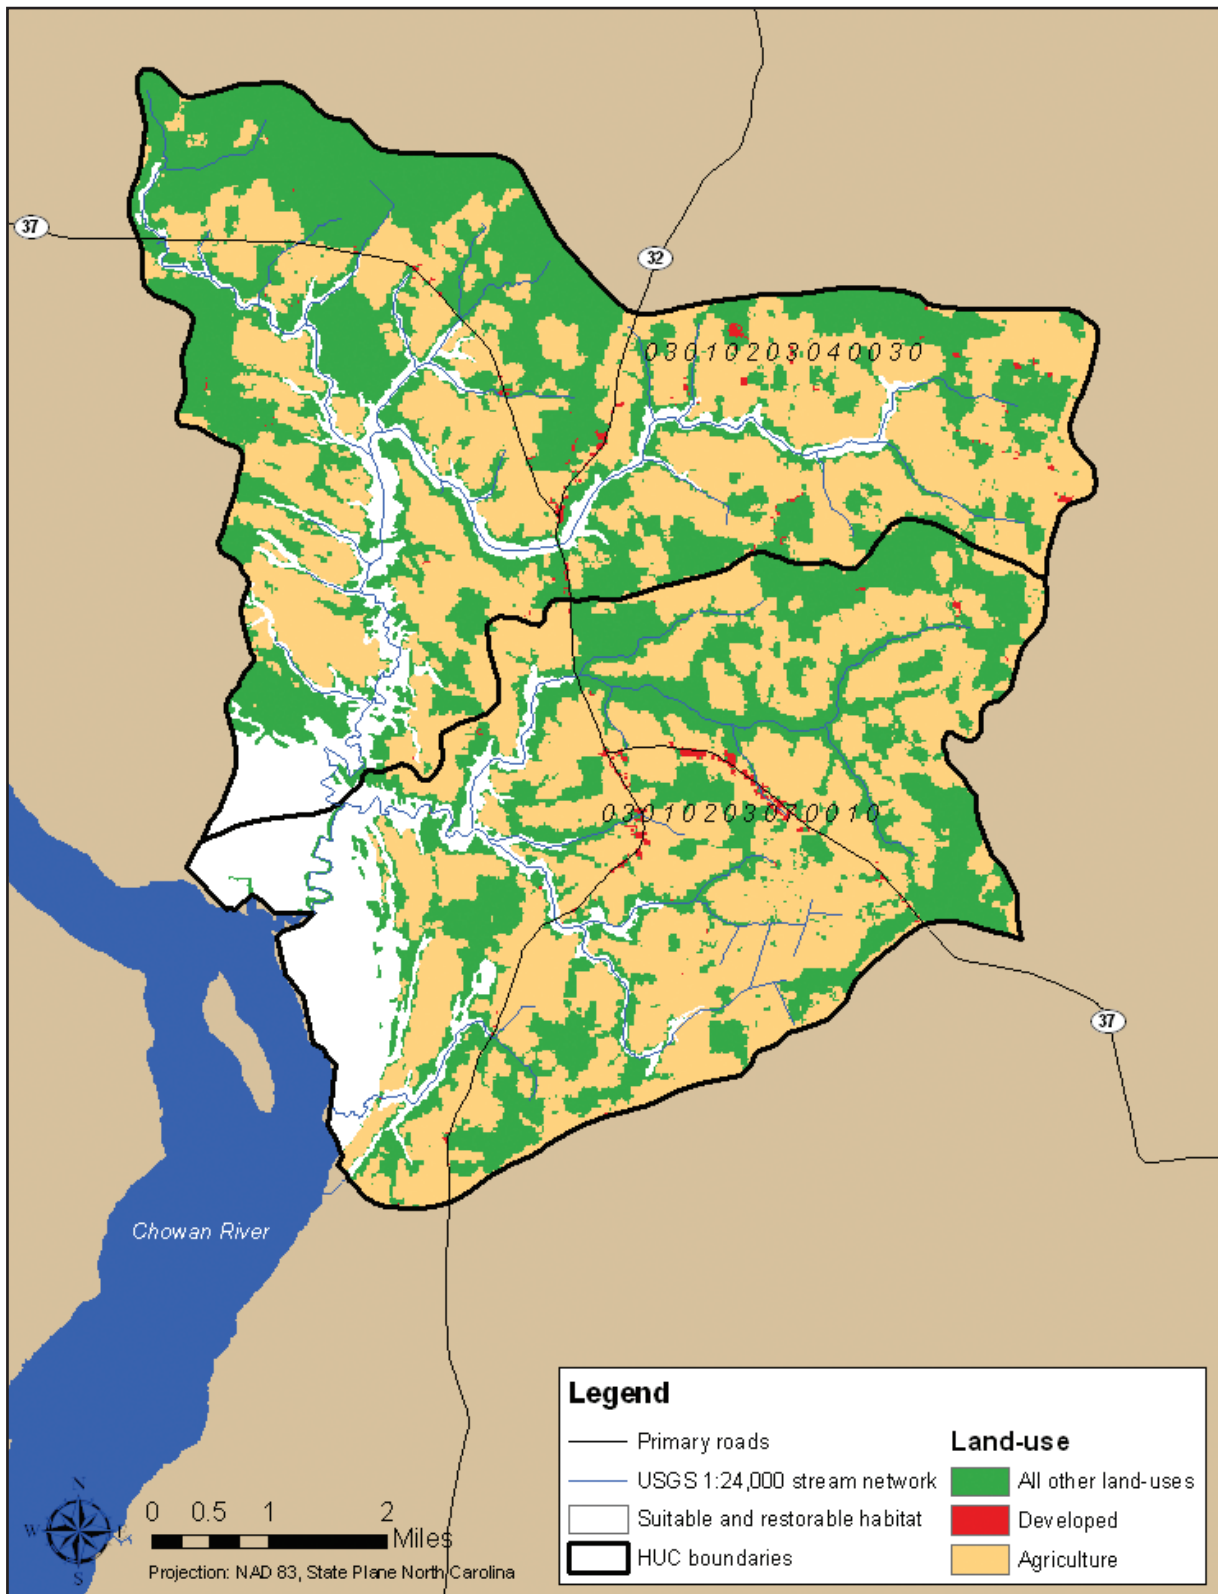 37
32
03010203040030
03010203070010
37
Chowan River
Legend
Primary roads
USGS 1:24,000 stream network
Suitable and restorable habitat
HUC boundaries
Land-use
All other land-uses
Developed
Agriculture
N
W E
S
0 0.5 1 2
Miles
Projection: NAD 83, State Plane North Carolina